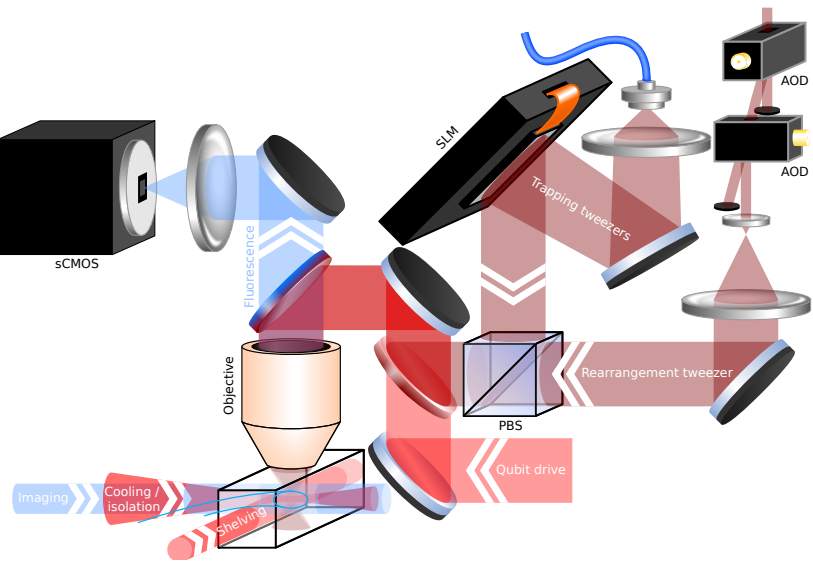 AOD
SLM
AOD
Trapping tweezers
sCMOS
Fluorescence
Objective
Rearrangement tweezer
PBS
Qubit drive
Imaging
Cooling /
isolation
Shelving